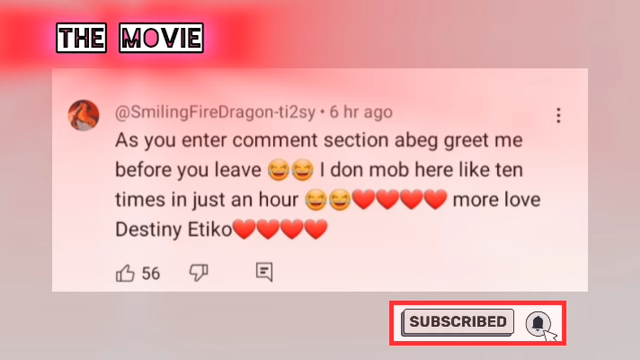 THE MOVIE
@SmilingFireDragon-ti2sy • 6 hr ago
As you enter comment section abeg greet me
before you leave 😆😆 I don mob here like ten
times in just an hour 😆😆❤️❤️❤️❤️ more love
Destiny Etiko❤️❤️❤️❤️
56
SUBSCRIBED